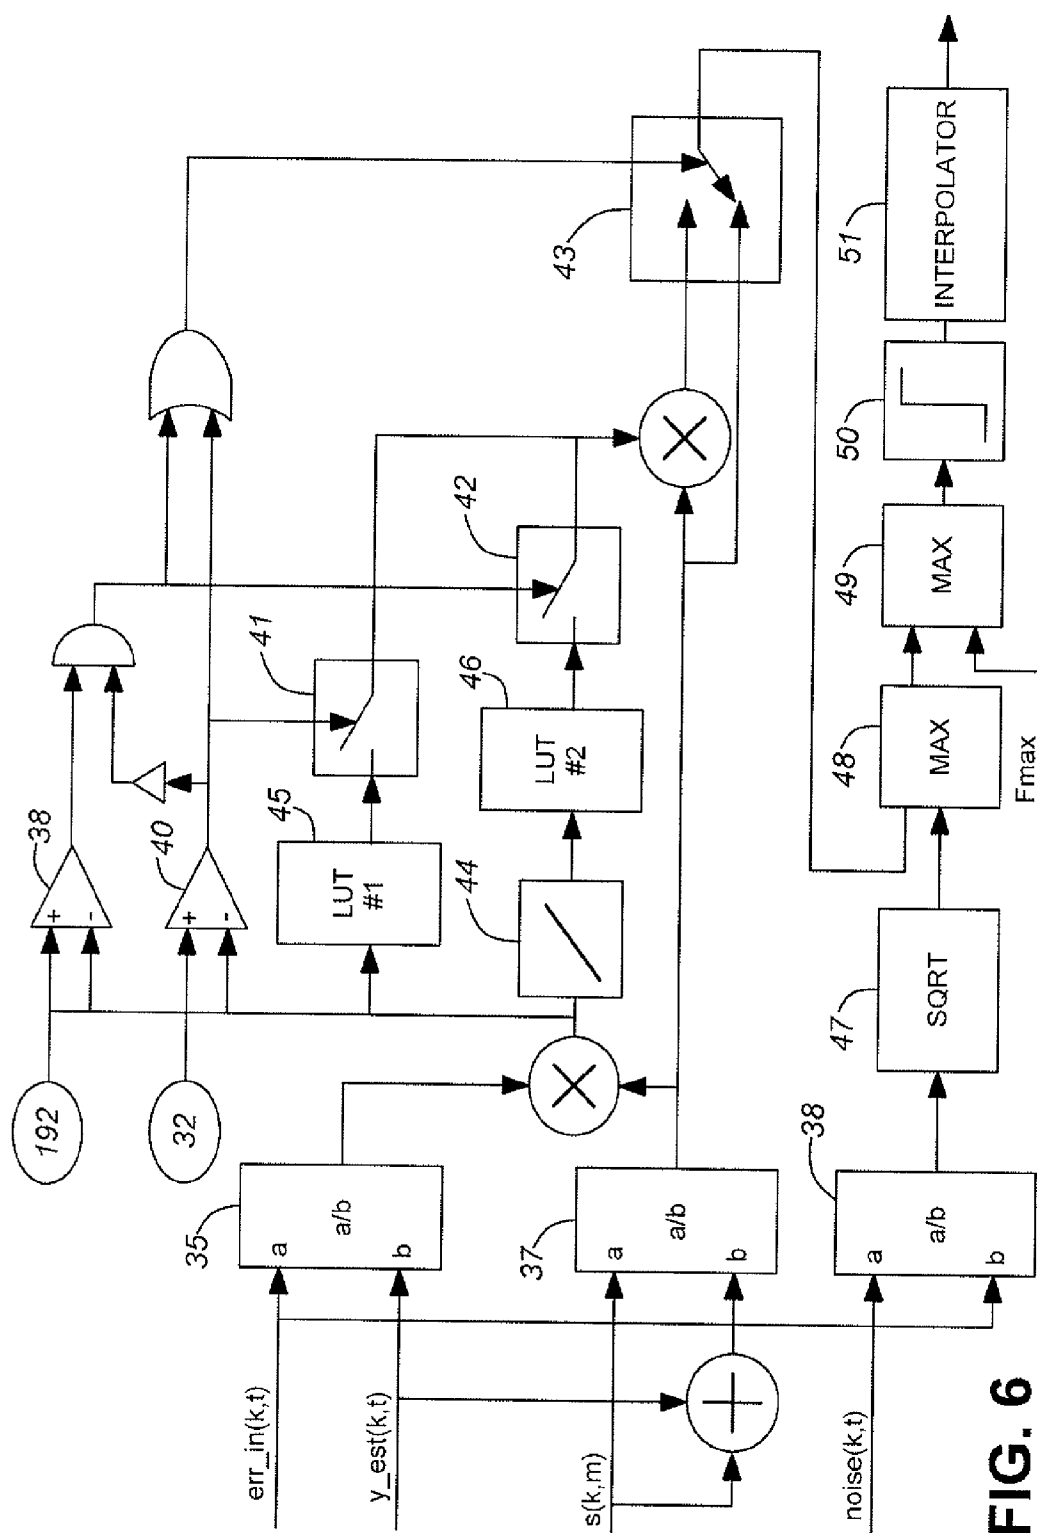 err_in(k,t)
y_est(k,t)
s(k,m)
noise(k,t)
35
a
a/b
b
37
a
a/b
b
38
a
a/b
b
192
32
38
+
-
40
+
-
45
LUT
#1
44
46
LUT
#2
41
42
43
47
SQRT
48
MAX
Fmax
49
MAX
50
51
INTERPOLATOR
FIG. 6